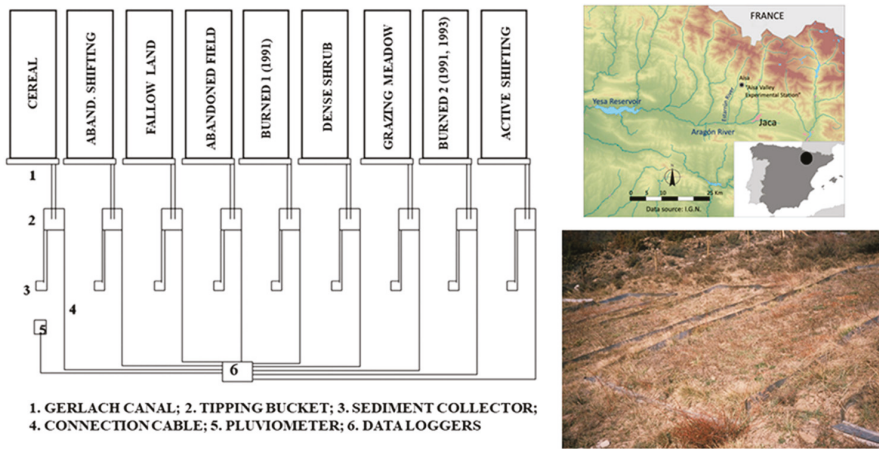 CEREAL
ABAND. SHIFTING
FALLOW LAND
ABANDONED FIELD
BURNED 1 (1991)
DENSE SHRUB
GRAZING MEADOW
BURNED 2 (1991, 1993)
ACTIVE SHIFTING
1
2
3
4
5
6
1. GERLACH CANAL; 2. TIPPING BUCKET; 3. SEDIMENT COLLECTOR;
4. CONNECTION CABLE; 5. PLUVIOMETER; 6. DATA LOGGERS
FRANCE
Aisa
"Aisa Valley
Experimental Station"
Yesa Reservoir
Estarrún River
Jaca
Aragón River
0 5 10 25 Km
Data source: I.G.N.